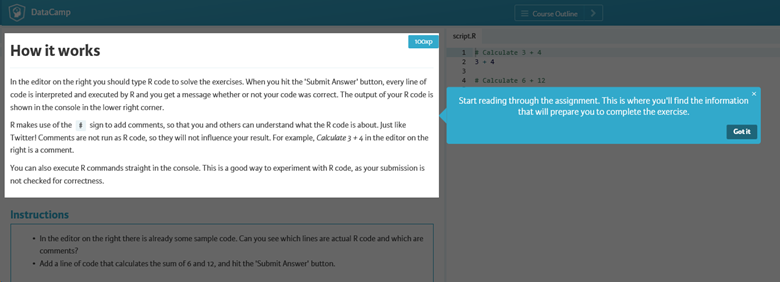 DataCamp
Course Outline
How it works
100xp
In the editor on the right you should type R code to solve the exercises. When you hit the 'Submit Answer' button, every line of
code is interpreted and executed by R and you get a message whether or not your code was correct. The output of your R code is
shown in the console in the lower right corner.
R makes use of the # sign to add comments, so that you and others can understand what the R code is about. Just like
Twitter! Comments are not run as R code, so they will not influence your result. For example, Calculate 3 + 4 in the editor on the
right is a comment.
You can also execute R commands straight in the console. This is a good way to experiment with R code, as your submission is
not checked for correctness.
Instructions
• In the editor on the right there is already some sample code. Can you see which lines are actual R code and which are
comments?
• Add a line of code that calculates the sum of 6 and 12, and hit the 'Submit Answer' button.
script.R
1 # Calculate 3 + 4
2 3 + 4
3
4 # Calculate 6 + 12
Start reading through the assignment. This is where you'll find the information
that will prepare you to complete the exercise.
Got it